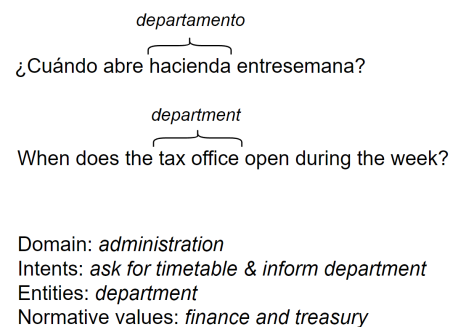 departamento
¿Cuándo abre hacienda entresemana?
department
When does the tax office open during the week?
Domain: administration
Intents: ask for timetable & inform department
Entities: department
Normative values: finance and treasury